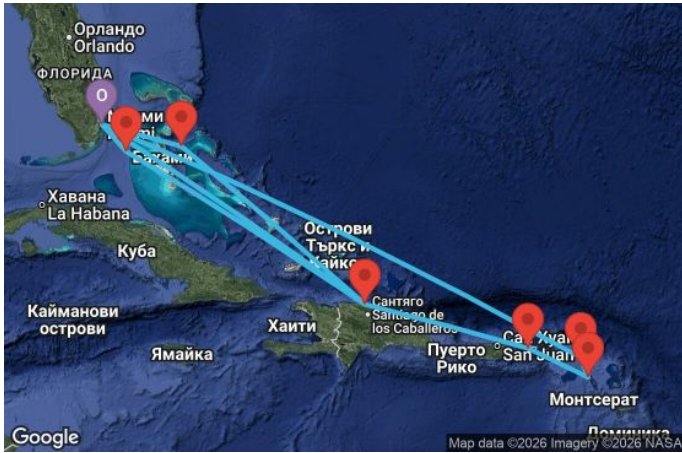 Орландо
Orlando
ФЛОРИДА
O
Хавана
La Habana
Куба
Острови
Търкс и
Кайманови
острови
Ямайка
Хаити
Сантяго
Santiago de
los Caballeros
Пуерто
Рико
San Juan
Монтсерат
Доминика
Google
Map data ©2026 Imagery ©2026 NASA